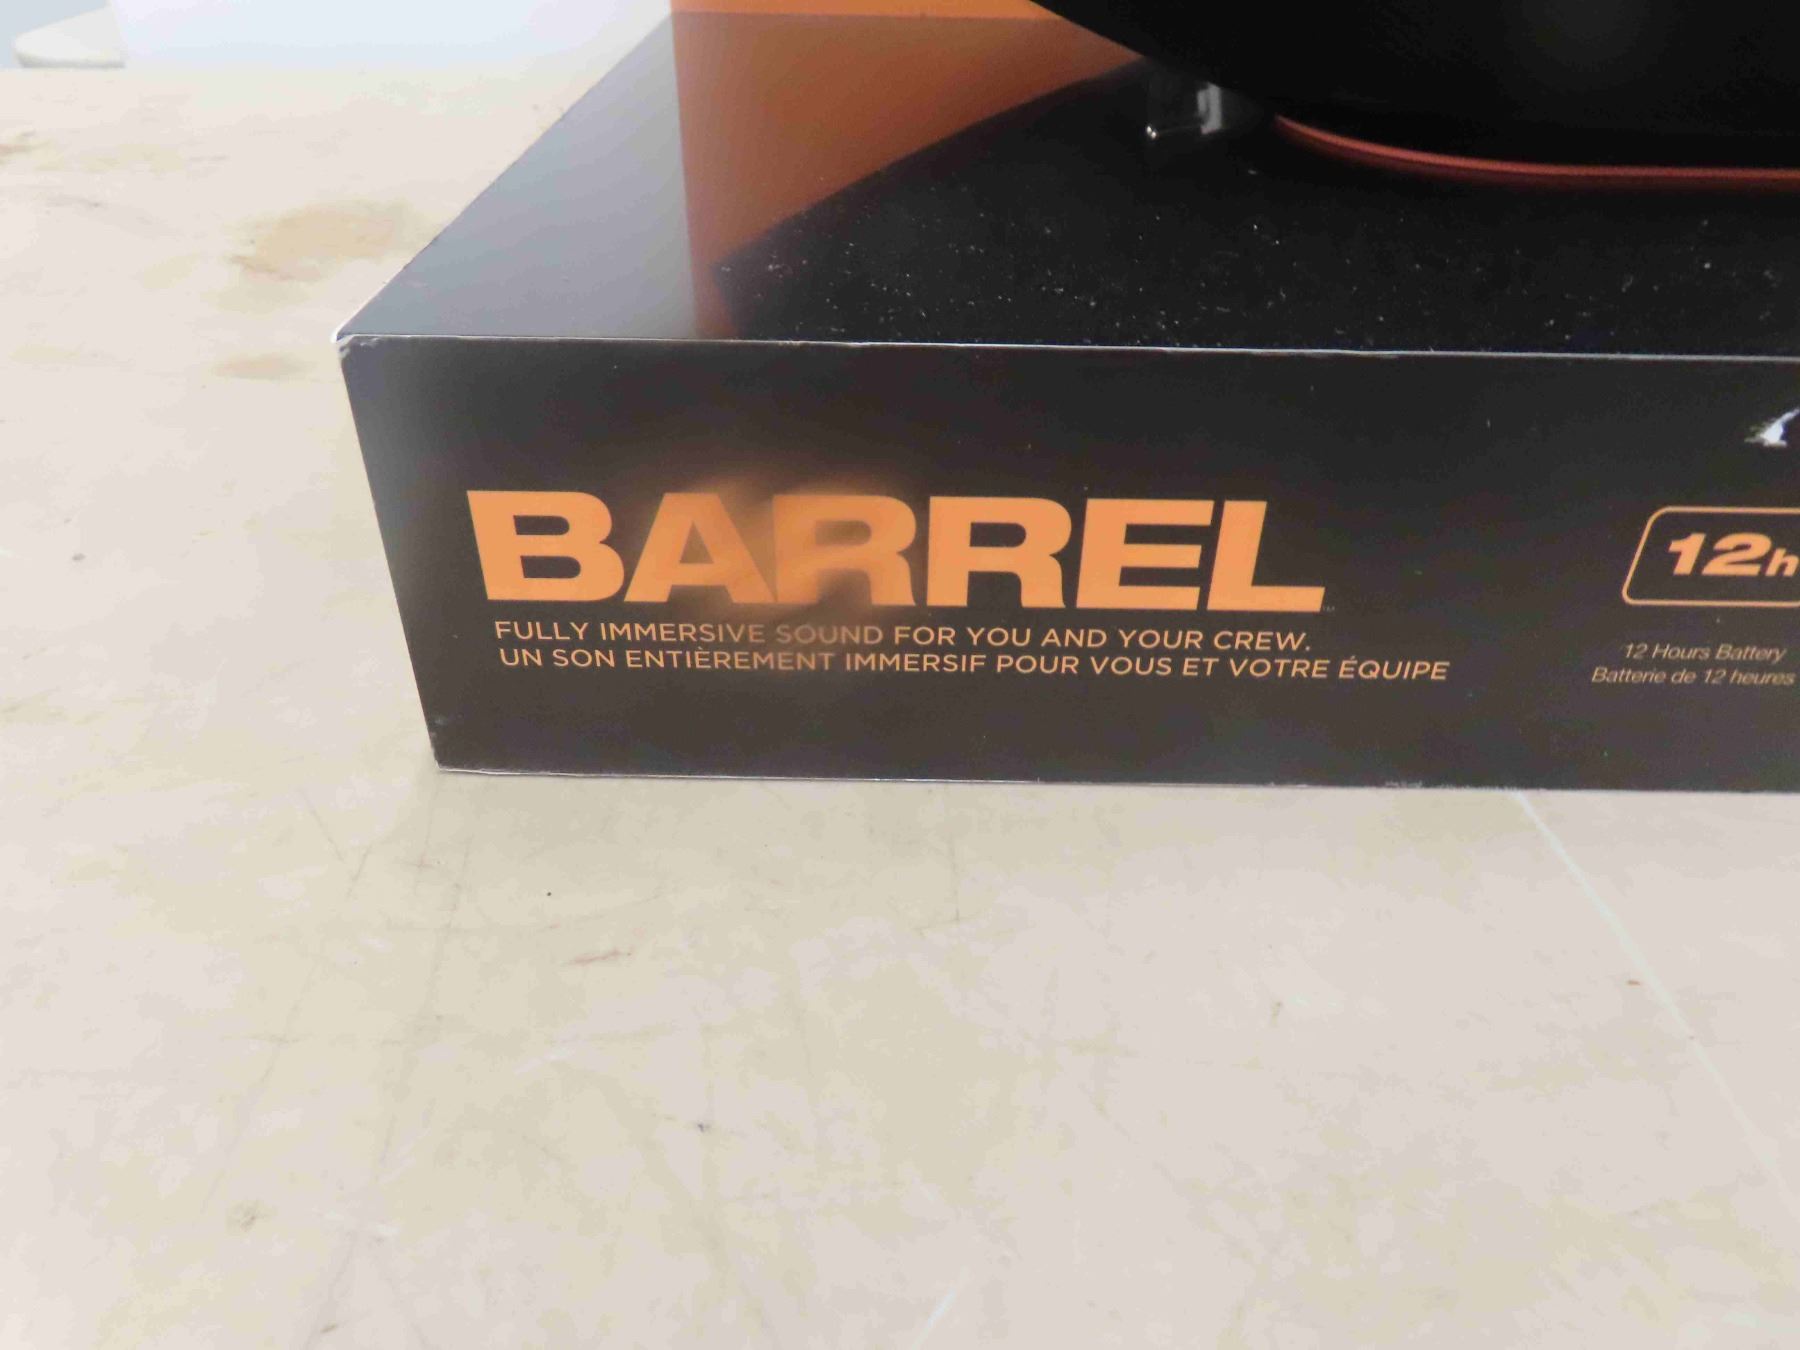 BARREL™
FULLY IMMERSIVE SOUND FOR YOU AND YOUR CREW.
UN SON ENTIÈREMENT IMMERSIF POUR VOUS ET VOTRE ÉQUIPE
12h
12 Hours Battery
Batterie de 12 heures